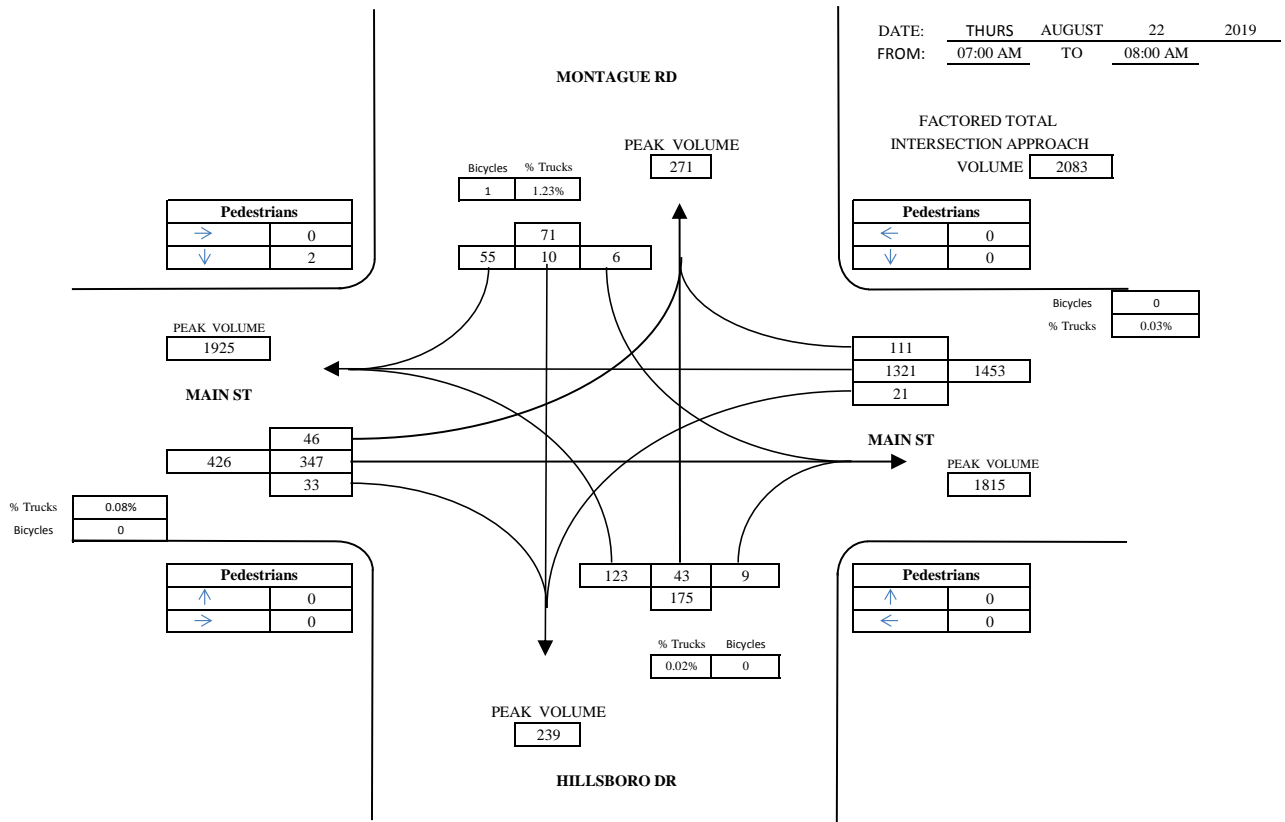 DATE: THURS AUGUST 22 2019
FROM: 07:00 AM TO 08:00 AM
MONTAGUE RD
FACTORED TOTAL
INTERSECTION APPROACH
VOLUME 2083
PEAK VOLUME
271
Bicycles % Trucks
1 1.23%
Pedestrians
→ 0
↓ 2
71
55 10 6
Pedestrians
← 0
↓ 0
Bicycles 0
% Trucks 0.03%
PEAK VOLUME
1925
MAIN ST
111
1321 1453
21
46
426 347
33
MAIN ST
PEAK VOLUME
1815
% Trucks 0.08%
Bicycles 0
Pedestrians
↑ 0
→ 0
123 43 9
175
Pedestrians
↑ 0
← 0
% Trucks Bicycles
0.02% 0
PEAK VOLUME
239
HILLSBORO DR